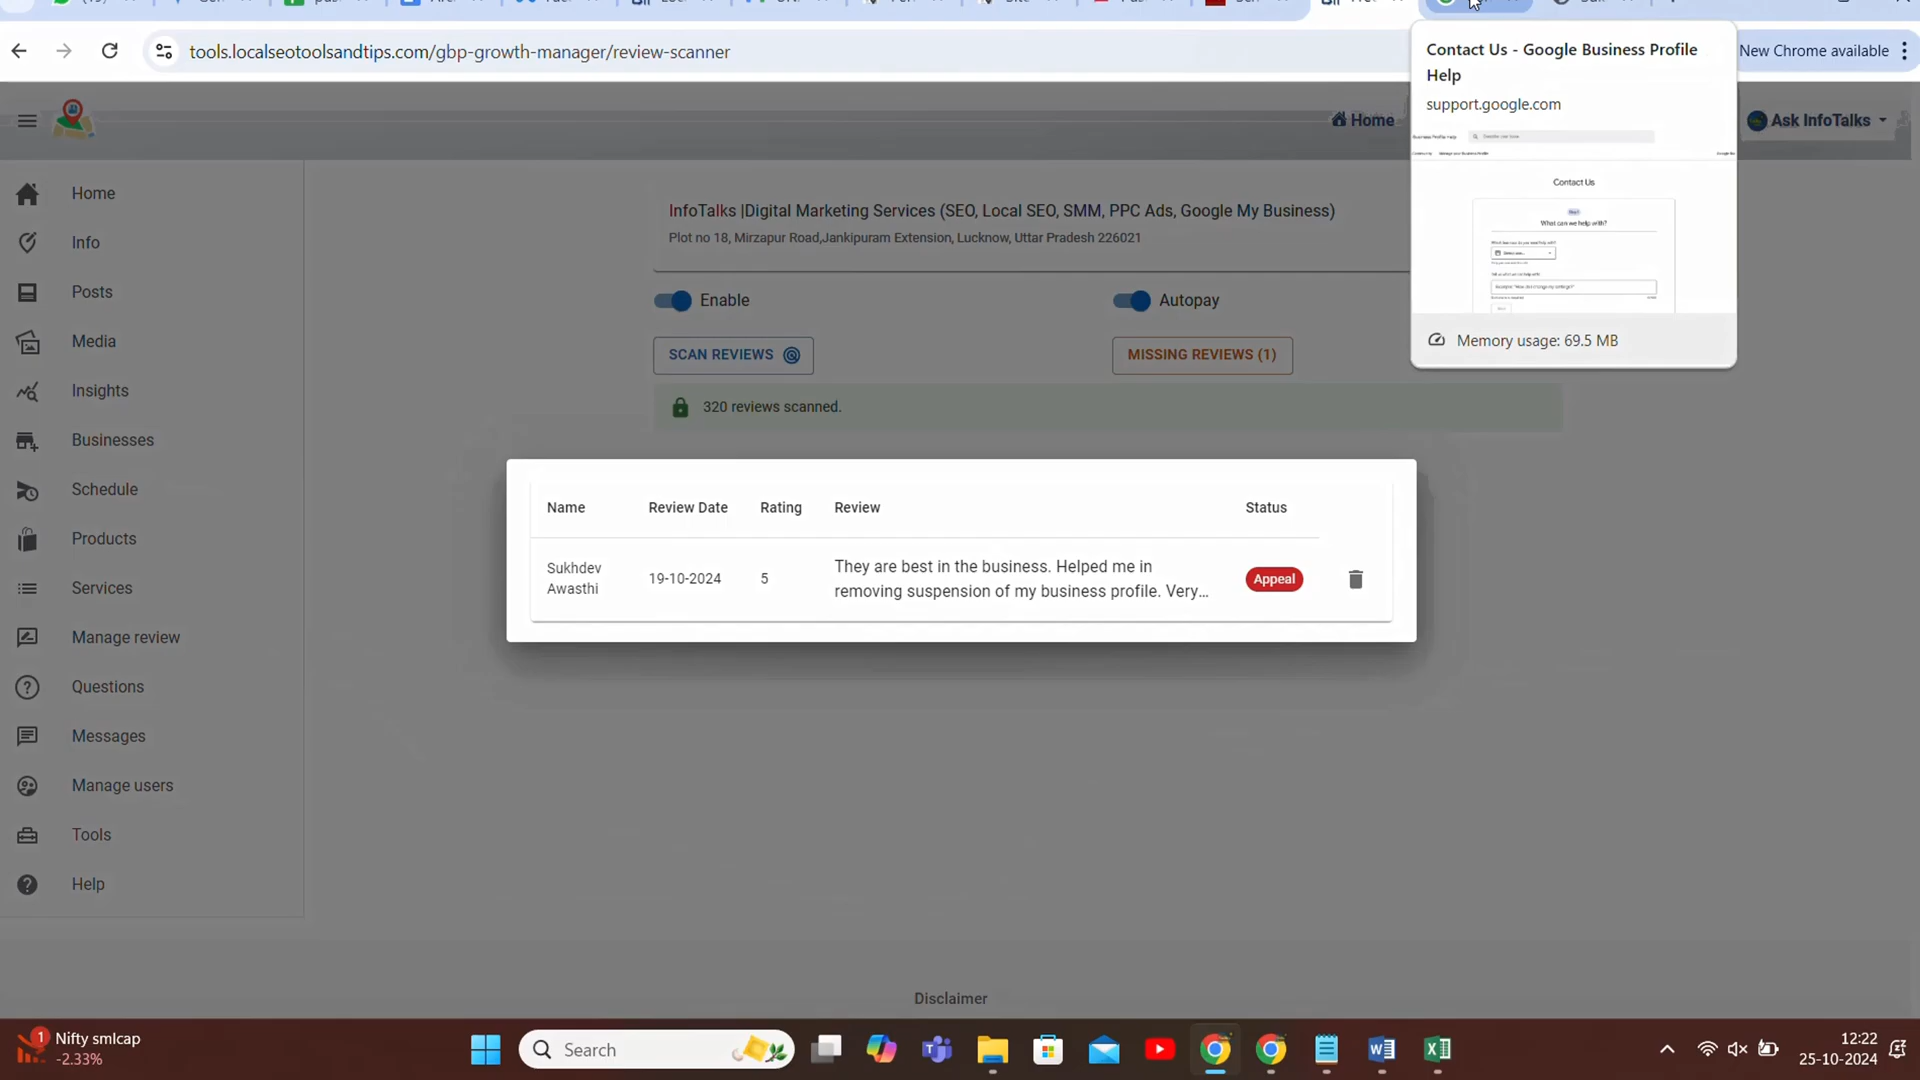 tools.localseotoolsandtips.com/gbp-growth-manager/review-scanner
New Chrome available
Contact Us - Google Business Profile
Help
support.google.com
Contact Us
What can we help with?
Memory usage: 69.5 MB
Home
Ask InfoTalks
Home
Info
Posts
Media
Insights
Businesses
Schedule
Products
Services
Manage review
Questions
Messages
Manage users
Tools
Help
InfoTalks |Digital Marketing Services (SEO, Local SEO, SMM, PPC Ads, Google My Business)
Plot no 18, Mirzapur Road,Jankipuram Extension, Lucknow, Uttar Pradesh 226021
Enable
Autopay
SCAN REVIEWS
MISSING REVIEWS (1)
320 reviews scanned.
Name Review Date Rating Review Status
Sukhdev
Awasthi
19-10-2024
5
They are best in the business. Helped me in
removing suspension of my business profile. Very...
Appeal
Disclaimer
1
Nifty smlcap
-2.33%
Search
12:22
25-10-2024